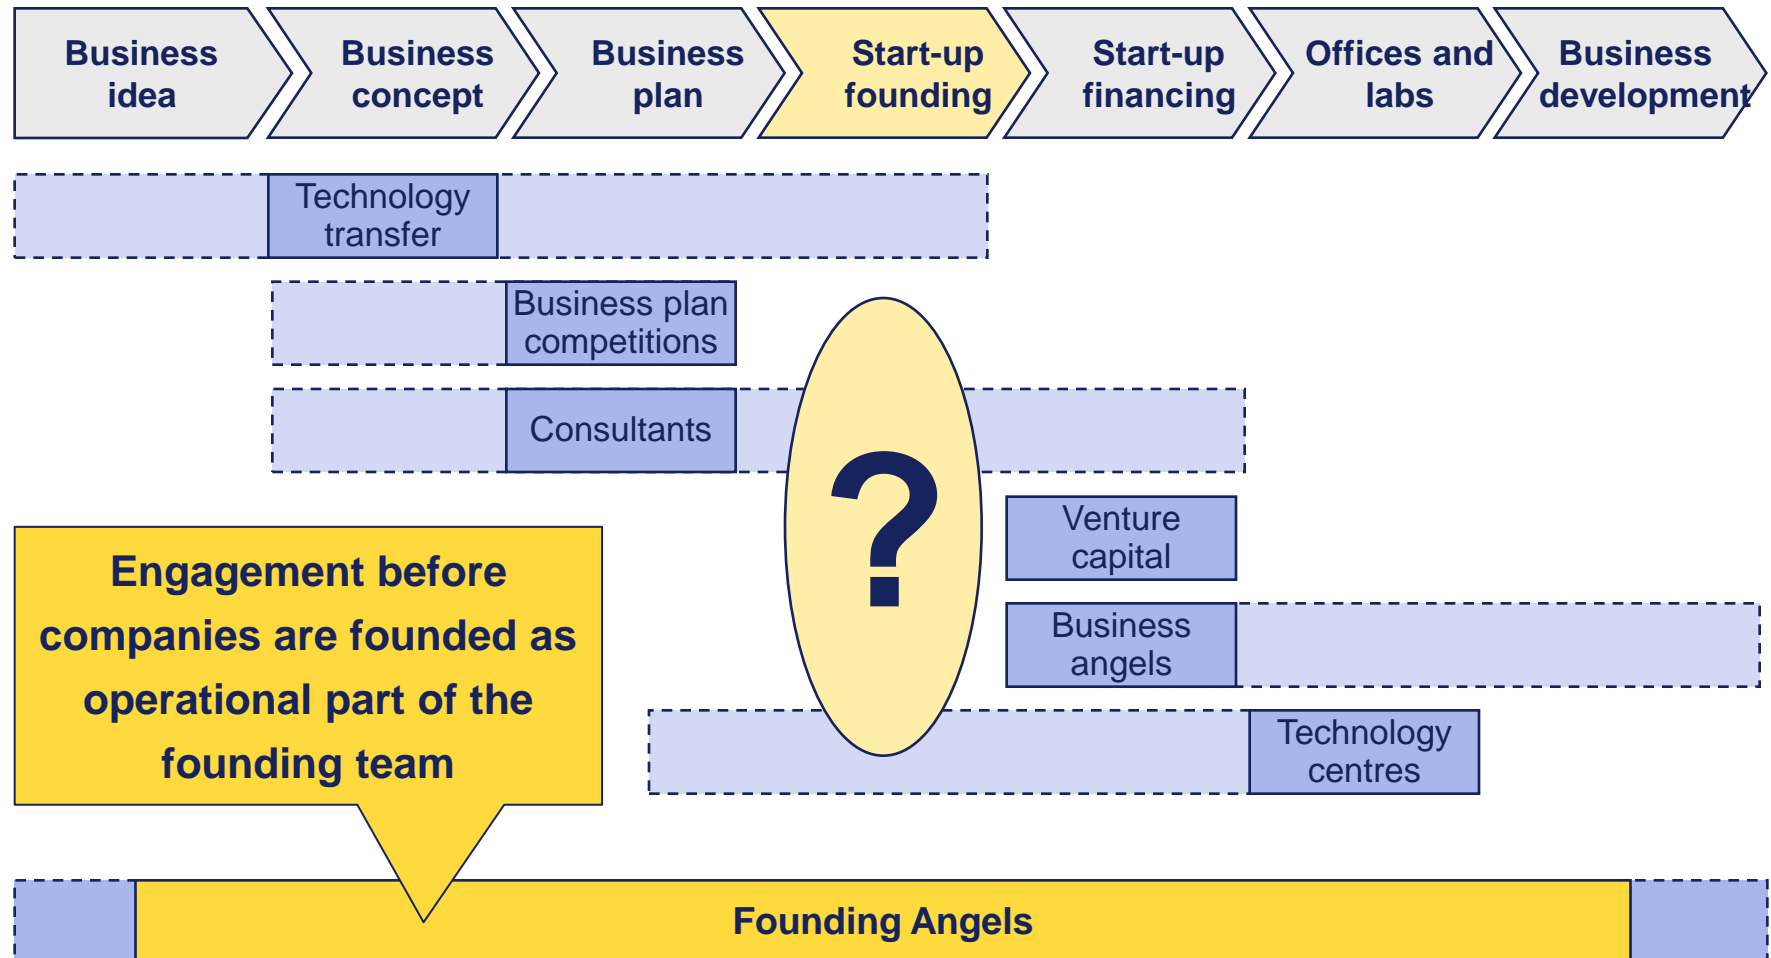 Business
idea
Business
concept
Business
plan
Start-up
founding
Start-up
financing
Offices and
labs
Business
development
Technology
transfer
Business plan
competitions
Consultants
?
Venture
capital
Engagement before
companies are founded as
operational part of the
founding team
Business
angels
Technology
centres
Founding Angels